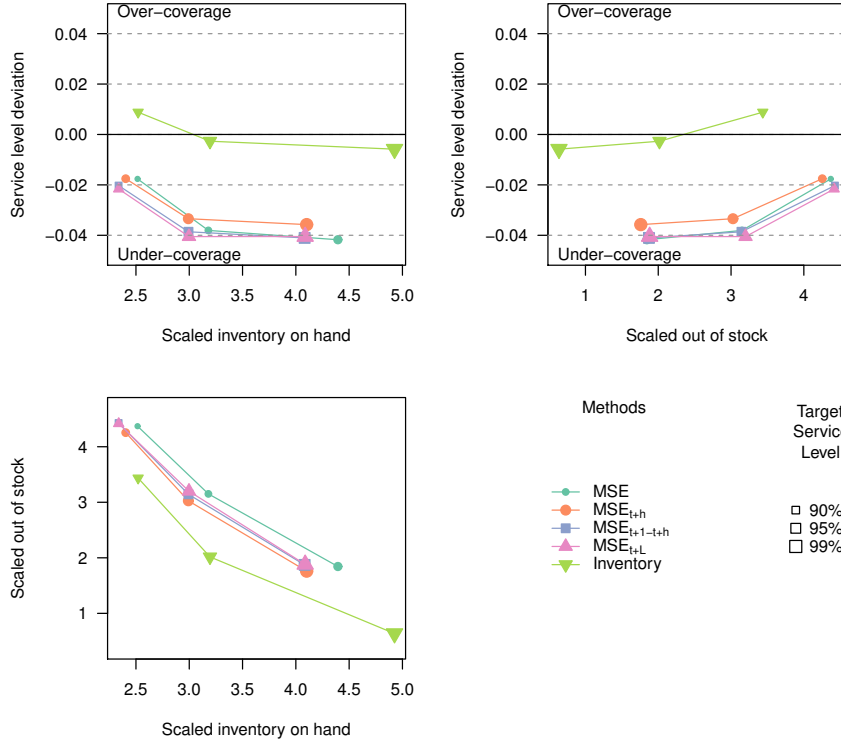 Over−coverage
Under−coverage
0.04
0.02
0.00
−0.02
−0.04
Service level deviation
2.5 3.0 3.5 4.0 4.5 5.0
Scaled inventory on hand
Over−coverage
Under−coverage
0.04
0.02
0.00
−0.02
−0.04
Service level deviation
1 2 3 4
Scaled out of stock
4
3
2
1
Scaled out of stock
2.5 3.0 3.5 4.0 4.5 5.0
Scaled inventory on hand
Methods
MSE
MSEt+h
MSEt+1−t+h
MSEt+L
Inventory
Target
Service
Level
90%
95%
99%